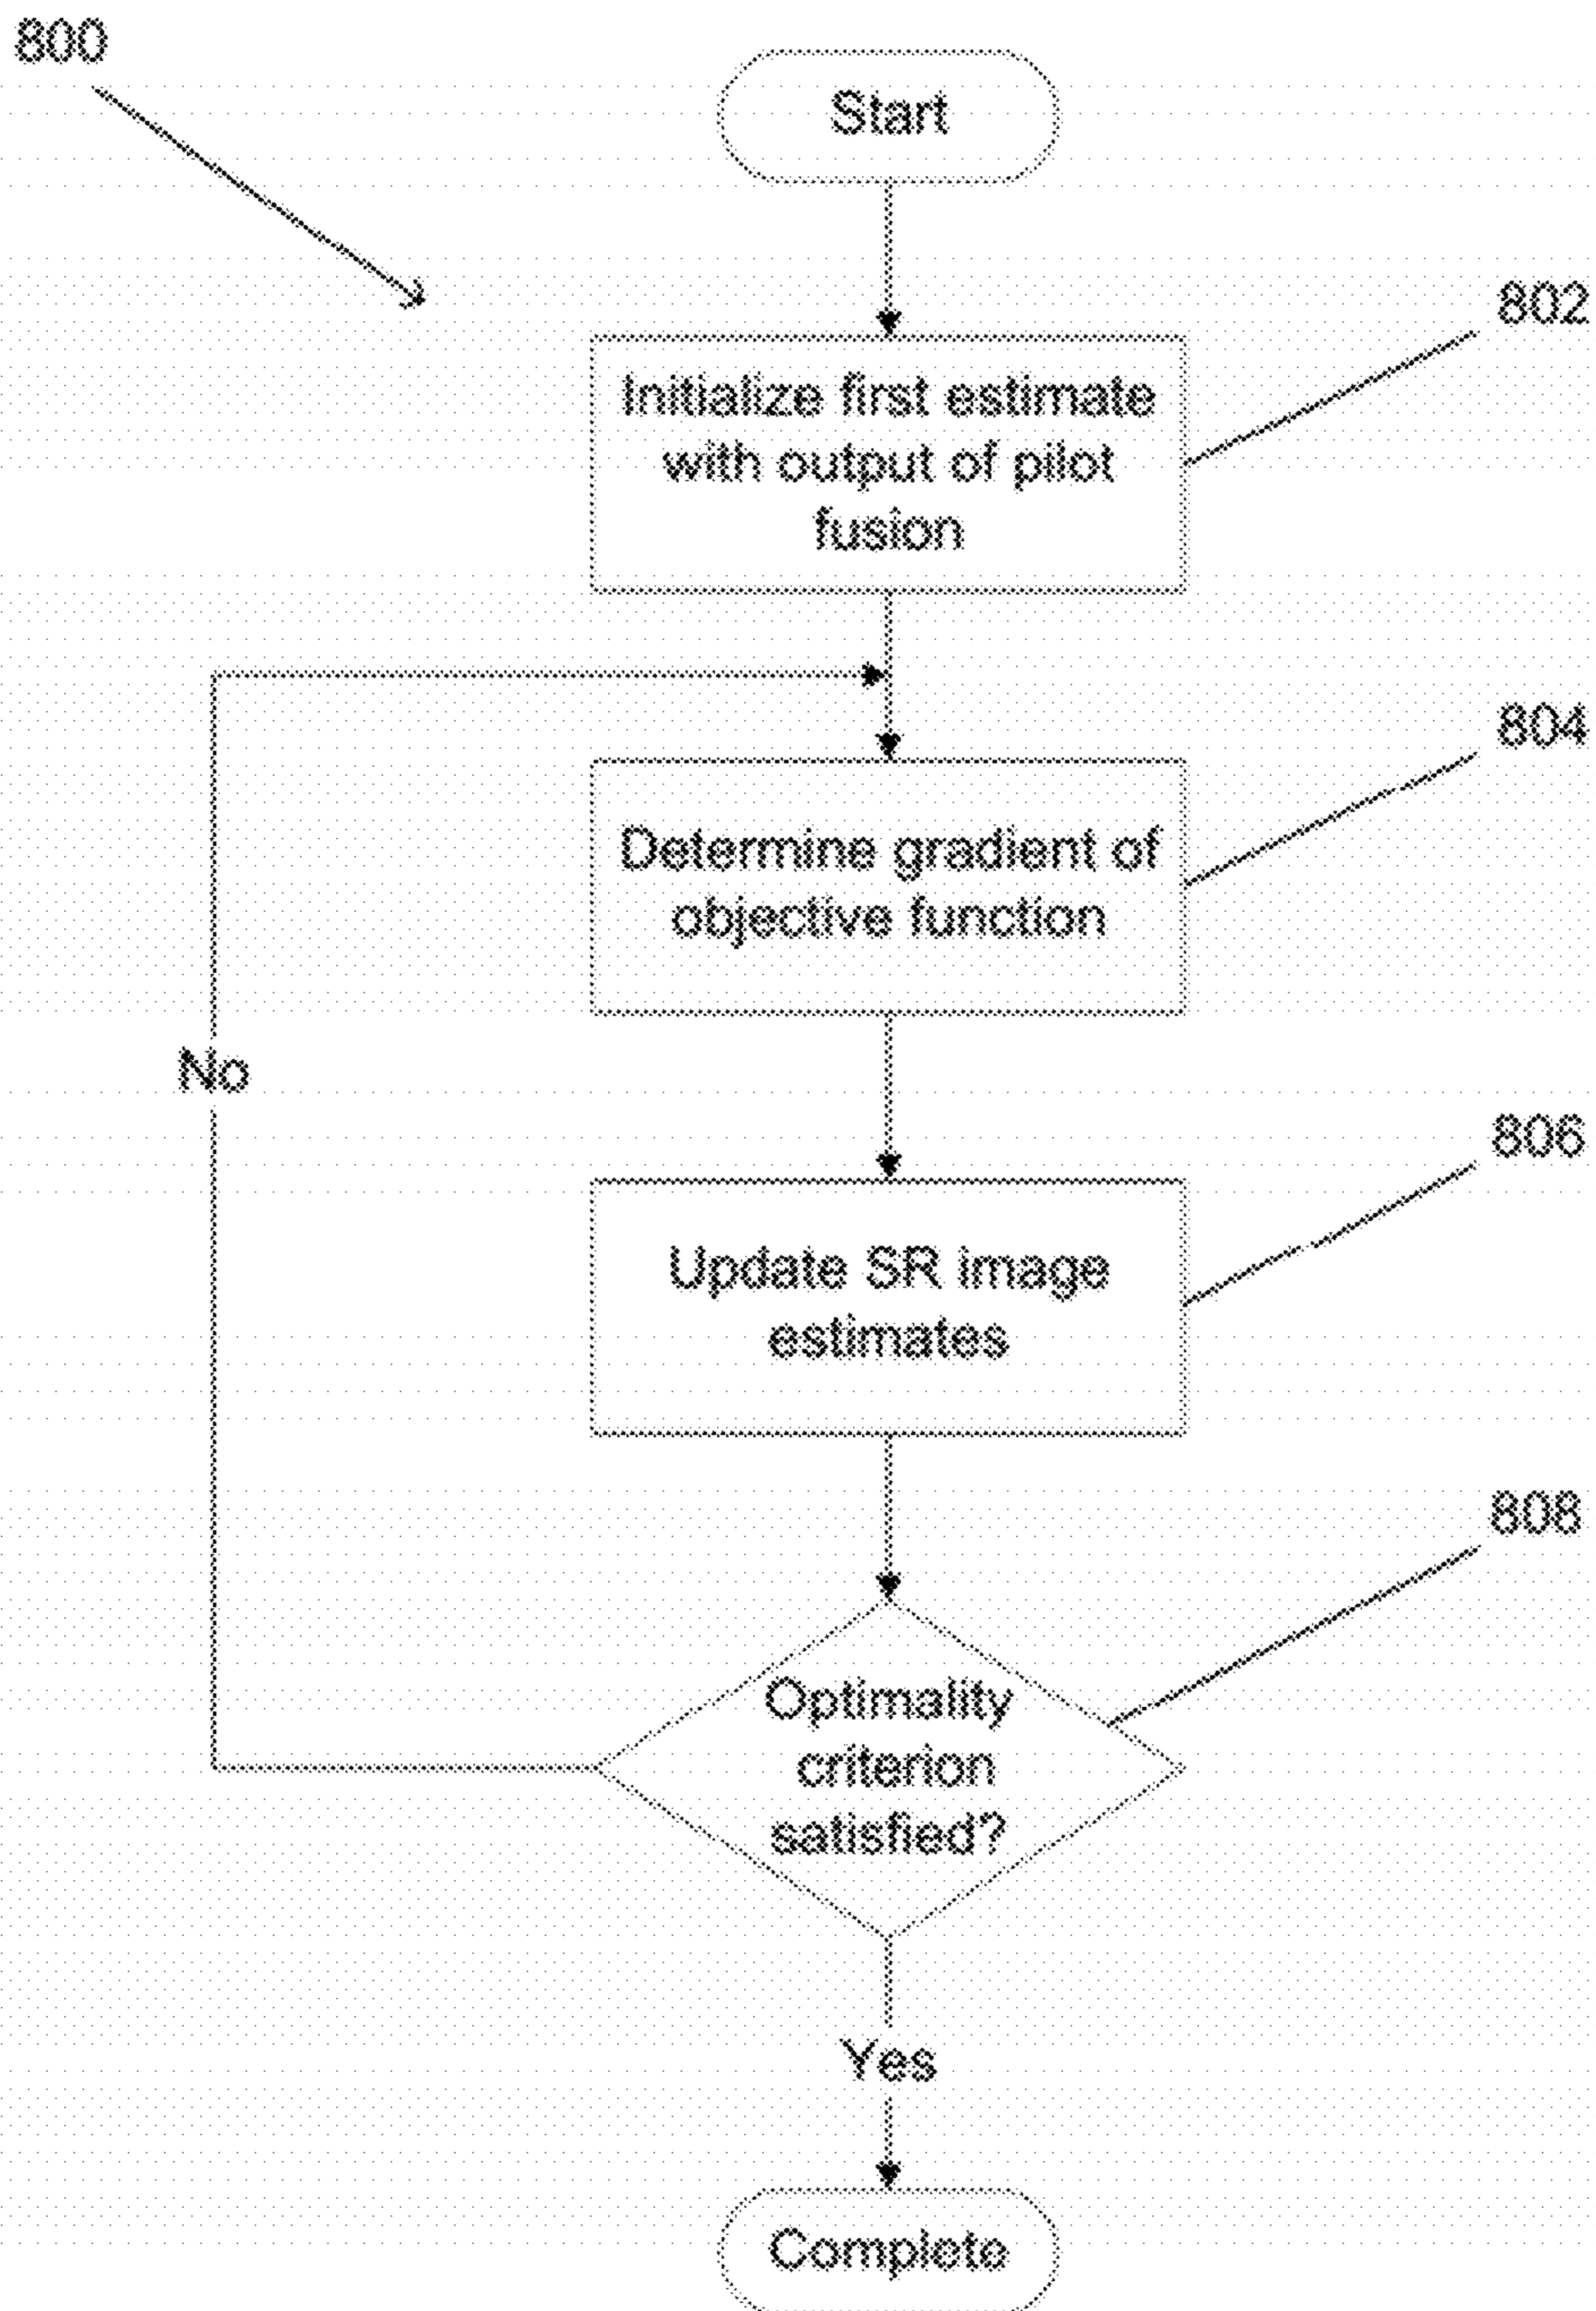 800
Start
802
Initialize first estimate
with output of pilot
fusion
804
Determine gradient of
objective function
No
806
Update SR image
estimates
808
Optimality
criterion
satisfied?
Yes
Complete